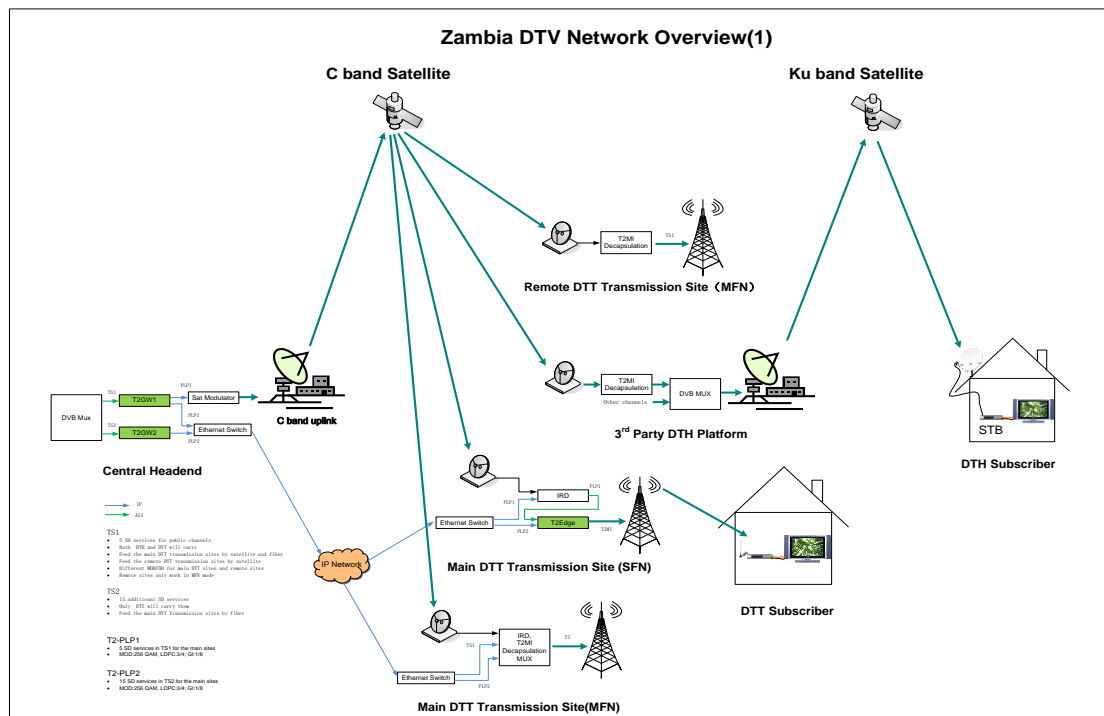 Zambia DTV Network Overview(1)
C band Satellite
Ku band Satellite
T2MI
Decapsulation
TS1
Remote DTT Transmission Site（MFN）
DVB Mux
TS1
T2GW1
PLP1
Sat Modulator
PLP1
TS2
T2GW2
PLP2
Ethernet Switch
C band uplink
Central Headend
T2MI
Decapsulation
Other channels
DVB MUX
3rd Party DTH Platform
STB
DTH Subscriber
IP
ASI
TS1
• 5 SD services for public channels
• Both DTH and DTT will carry
• Feed the main DTT transmission sites by satellite and fiber
• Feed the remote DTT transmission sites by satellite
• Different MODCOD for main DTT sites and remote sites
• Remote sites only work in MFN mode
TS2
• 15 additional SD services
• Only DTT will carry them
• Feed the main DTT Transmission sites by fiber
T2-PLP1
• 5 SD services in TS1 for the main sites
• MOD:256 QAM, LDPC:3/4; GI:1/8
T2-PLP2
• 15 SD services in TS2 for the main sites
• MOD:256 QAM, LDPC:3/4; GI:1/8
IP Network
Ethernet Switch
PLP1
IRD
PLP1
PLP2
T2Edge
T2MI
Main DTT Transmission Site (SFN)
DTT Subscriber
Ethernet Switch
TS1
PLP2
IRD,
T2MI
Decapsulation
MUX
TS
Main DTT Transmission Site(MFN)